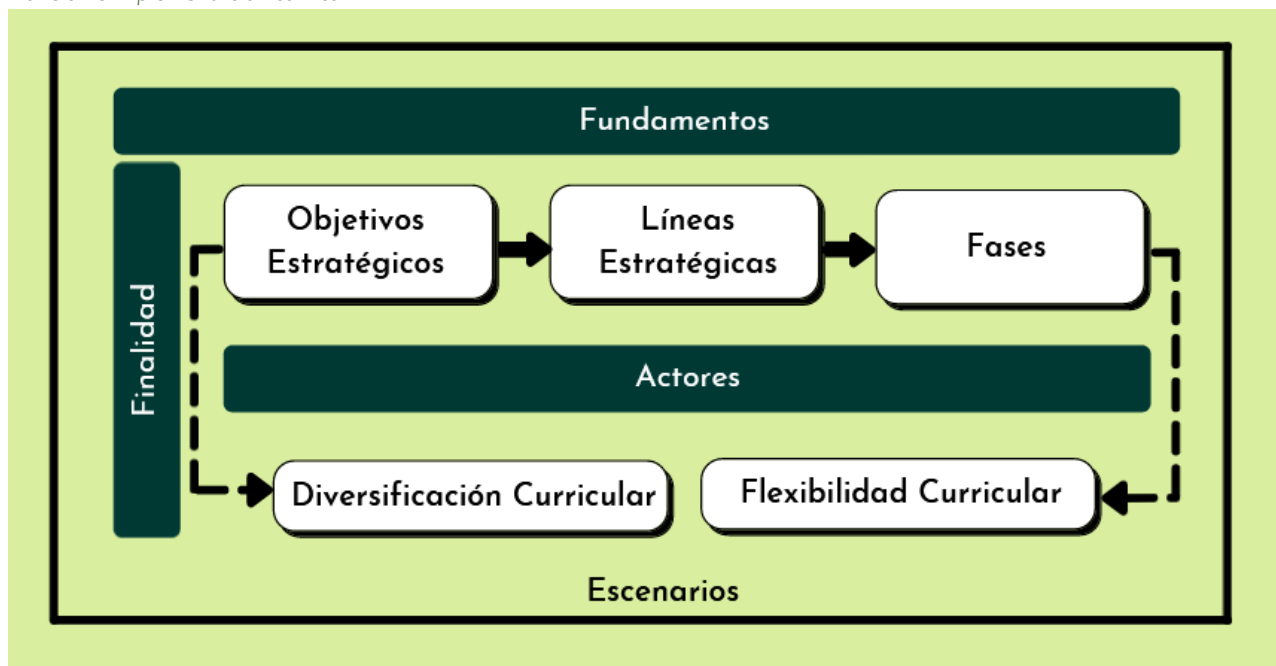 Fundamentos
Finalidad
Objetivos
Estratégicos
Líneas
Estratégicas
Fases
Actores
Diversificación Curricular
Flexibilidad Curricular
Escenarios